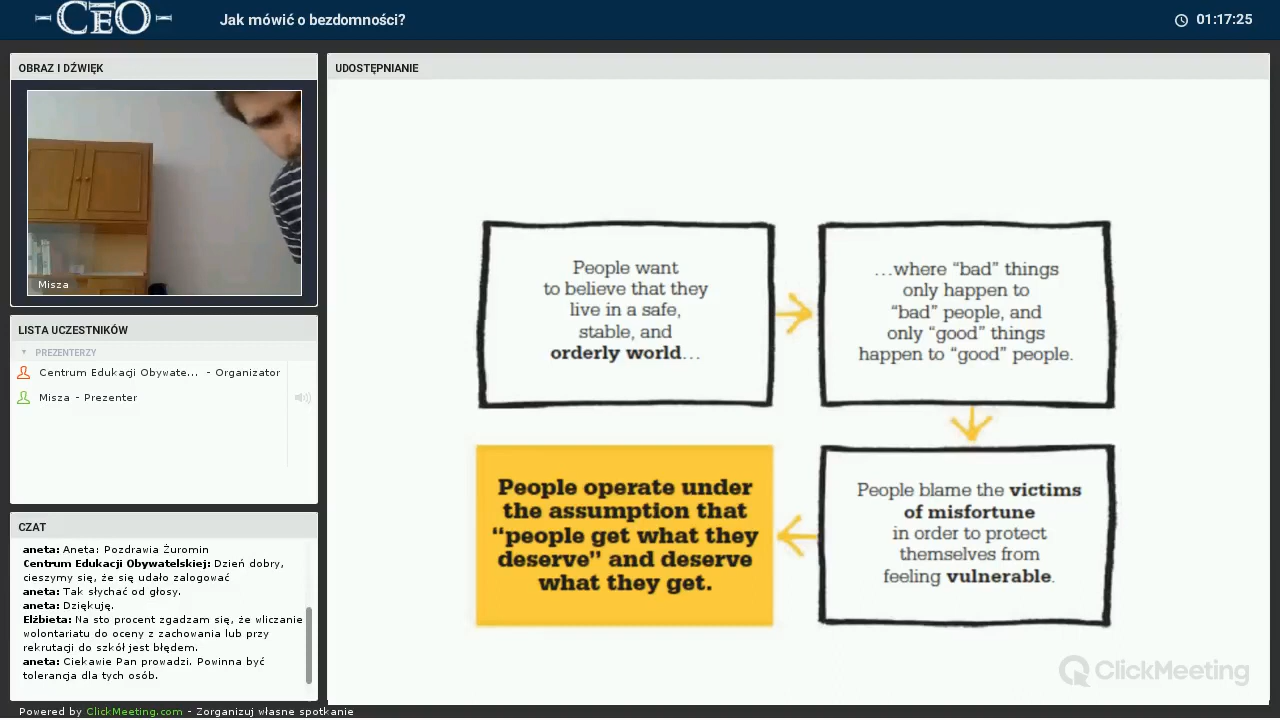 CEO
Jak mówić o bezdomności?
01:17:25
OBRAZ I DŹWIĘK
Misza
LISTA UCZESTNIKÓW
PREZENTERZY
Centrum Edukacji Obywate... - Organizator
Misza - Prezenter
CZAT
aneta: Aneta: Pozdrawia Żuromin
Centrum Edukacji Obywatelskiej: Dzień dobry,
cieszymy się, że się udało zalogować
aneta: Tak słychać od głosy.
aneta: Dziękuję.
Elżbieta: Na sto procent zgadzam się, że wliczanie
wolontariatu do oceny z zachowania lub przy
rekrutacji do szkół jest błędem.
aneta: Ciekawie Pan prowadzi. Powinna być
tolerancja dla tych osób.
UDOSTĘPNIANIE
People want
to believe that they
live in a safe,
stable, and
orderly world...
...where “bad” things
only happen to
“bad” people, and
only “good” things
happen to “good” people.
People blame the victims
of misfortune
in order to protect
themselves from
feeling vulnerable.
People operate under
the assumption that
“people get what they
deserve” and deserve
what they get.
ClickMeeting
Powered by ClickMeeting.com - Zorganizuj własne spotkanie